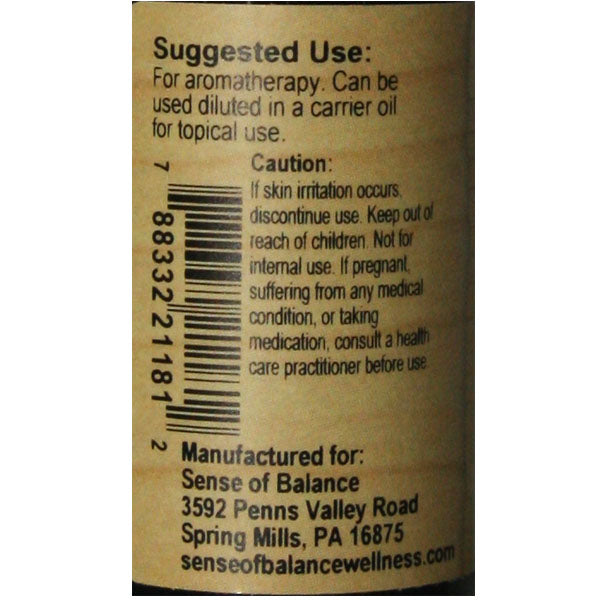 Suggested Use:
For aromatherapy. Can be
used diluted in a carrier oil
for topical use.
Caution:
If skin irritation occurs,
discontinue use. Keep out of
reach of children. Not for
internal use. If pregnant,
suffering from any medical
condition, or taking
medication, consult a health
care practitioner before use.
7 88332 21181 2
Manufactured for:
Sense of Balance
3592 Penns Valley Road
Spring Mills, PA 16875
senseofbalancewellness.com